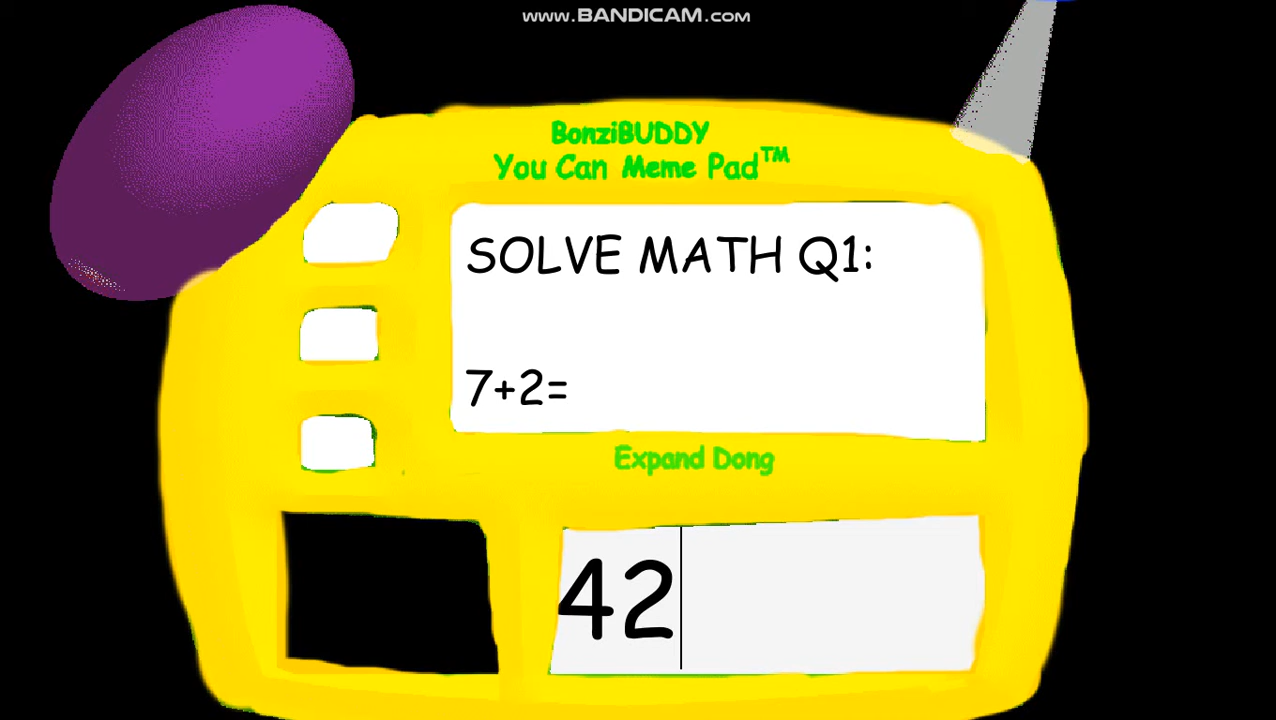 www.BANDICAM.com
BonziBUDDY
You Can Meme Pad™
SOLVE MATH Q1:
7+2=
Expand Dong
42